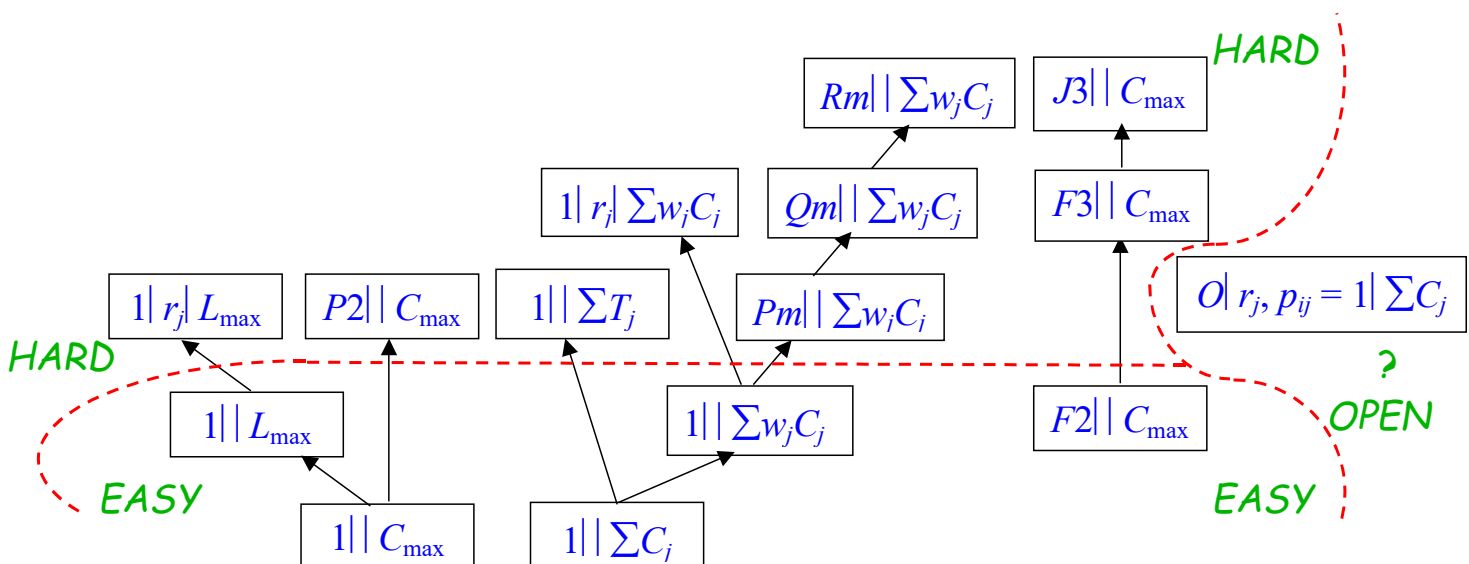 HARD
Rm|| ∑wⱼCⱼ
J3|| Cmax
1| rⱼ| ∑wⱼCⱼ
Qm|| ∑wⱼCⱼ
F3|| Cmax
1| rⱼ| Lmax
P2|| Cmax
1|| ∑Tⱼ
Pm|| ∑wⱼCⱼ
O| rⱼ, pᵢⱼ = 1| ∑Cⱼ
HARD
?
1|| Lmax
1|| ∑wⱼCⱼ
F2|| Cmax
OPEN
EASY
EASY
1|| Cmax
1|| ∑Cⱼ